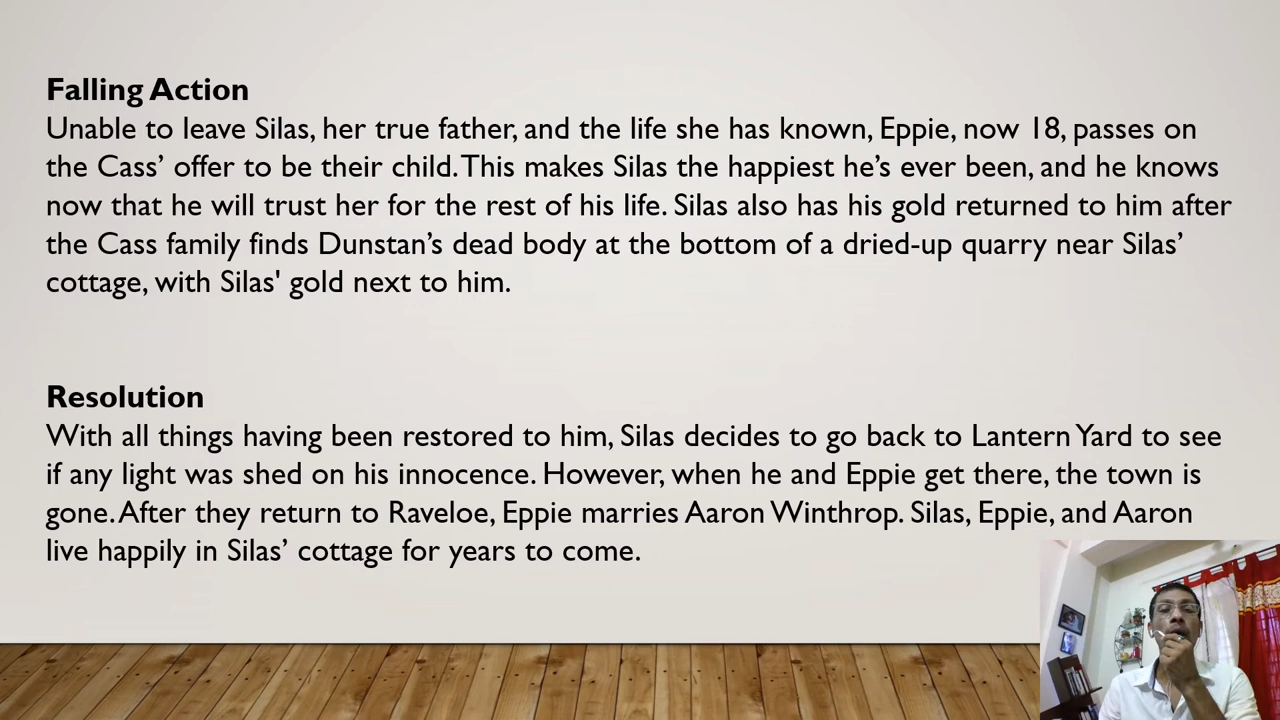 Falling Action
Unable to leave Silas, her true father, and the life she has known, Eppie, now 18, passes on
the Cass’ offer to be their child. This makes Silas the happiest he’s ever been, and he knows
now that he will trust her for the rest of his life. Silas also has his gold returned to him after
the Cass family finds Dunstan’s dead body at the bottom of a dried-up quarry near Silas’
cottage, with Silas' gold next to him.
Resolution
With all things having been restored to him, Silas decides to go back to Lantern Yard to see
if any light was shed on his innocence. However, when he and Eppie get there, the town is
gone. After they return to Raveloe, Eppie marries Aaron Winthrop. Silas, Eppie, and Aaron
live happily in Silas’ cottage for years to come.